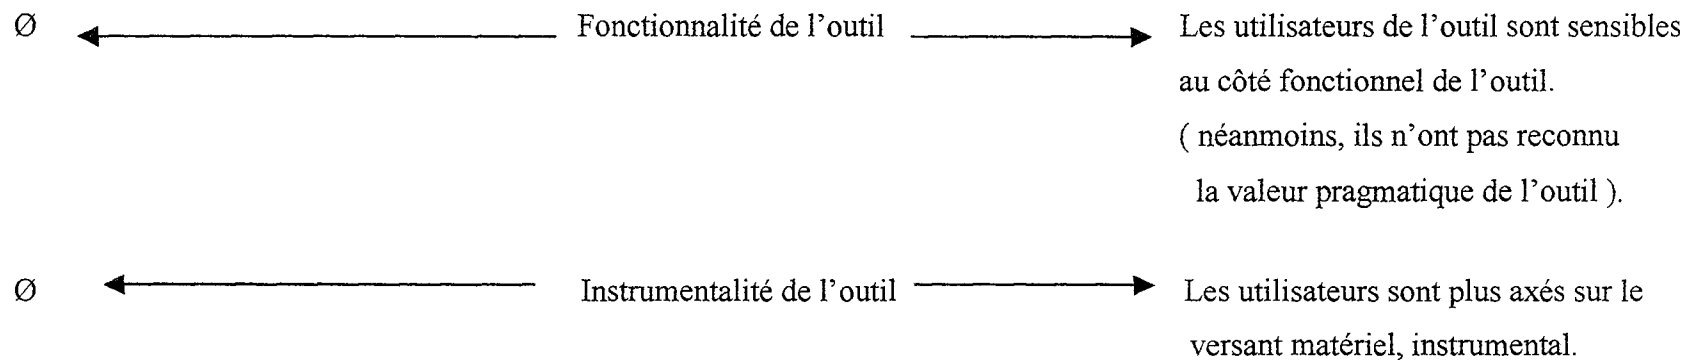 Ø Fonctionnalité de l'outil Les utilisateurs de l'outil sont sensibles
au côté fonctionnel de l'outil.
( néanmoins, ils n'ont pas reconnu
la valeur pragmatique de l'outil ).
Ø Instrumentalité de l'outil Les utilisateurs sont plus axés sur le
versant matériel, instrumental.